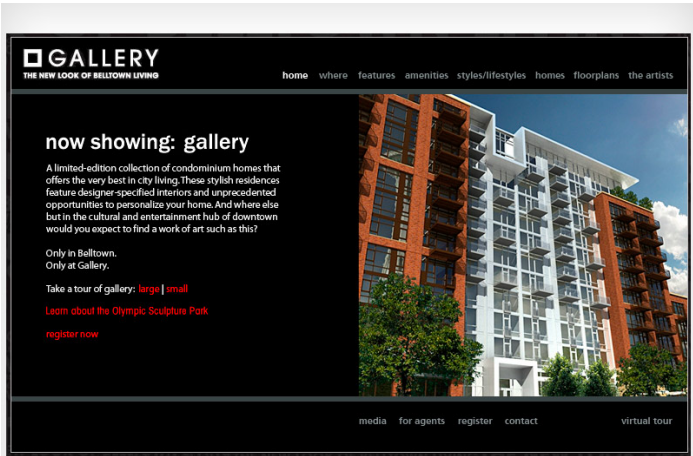 GALLERY
THE NEW LOOK OF BELLTOWN LIVING
home where features amenities styles/lifestyles homes floorplans the artists
now showing: gallery
A limited-edition collection of condominium homes that
offers the very best in city living. These stylish residences
feature designer-specified interiors and unprecedented
opportunities to personalize your home. And where else
but in the cultural and entertainment hub of downtown
would you expect to find a work of art such as this?
Only in Belltown.
Only at Gallery.
Take a tour of gallery: large | small
Learn about the Olympic Sculpture Park
register now
media for agents register contact virtual tour